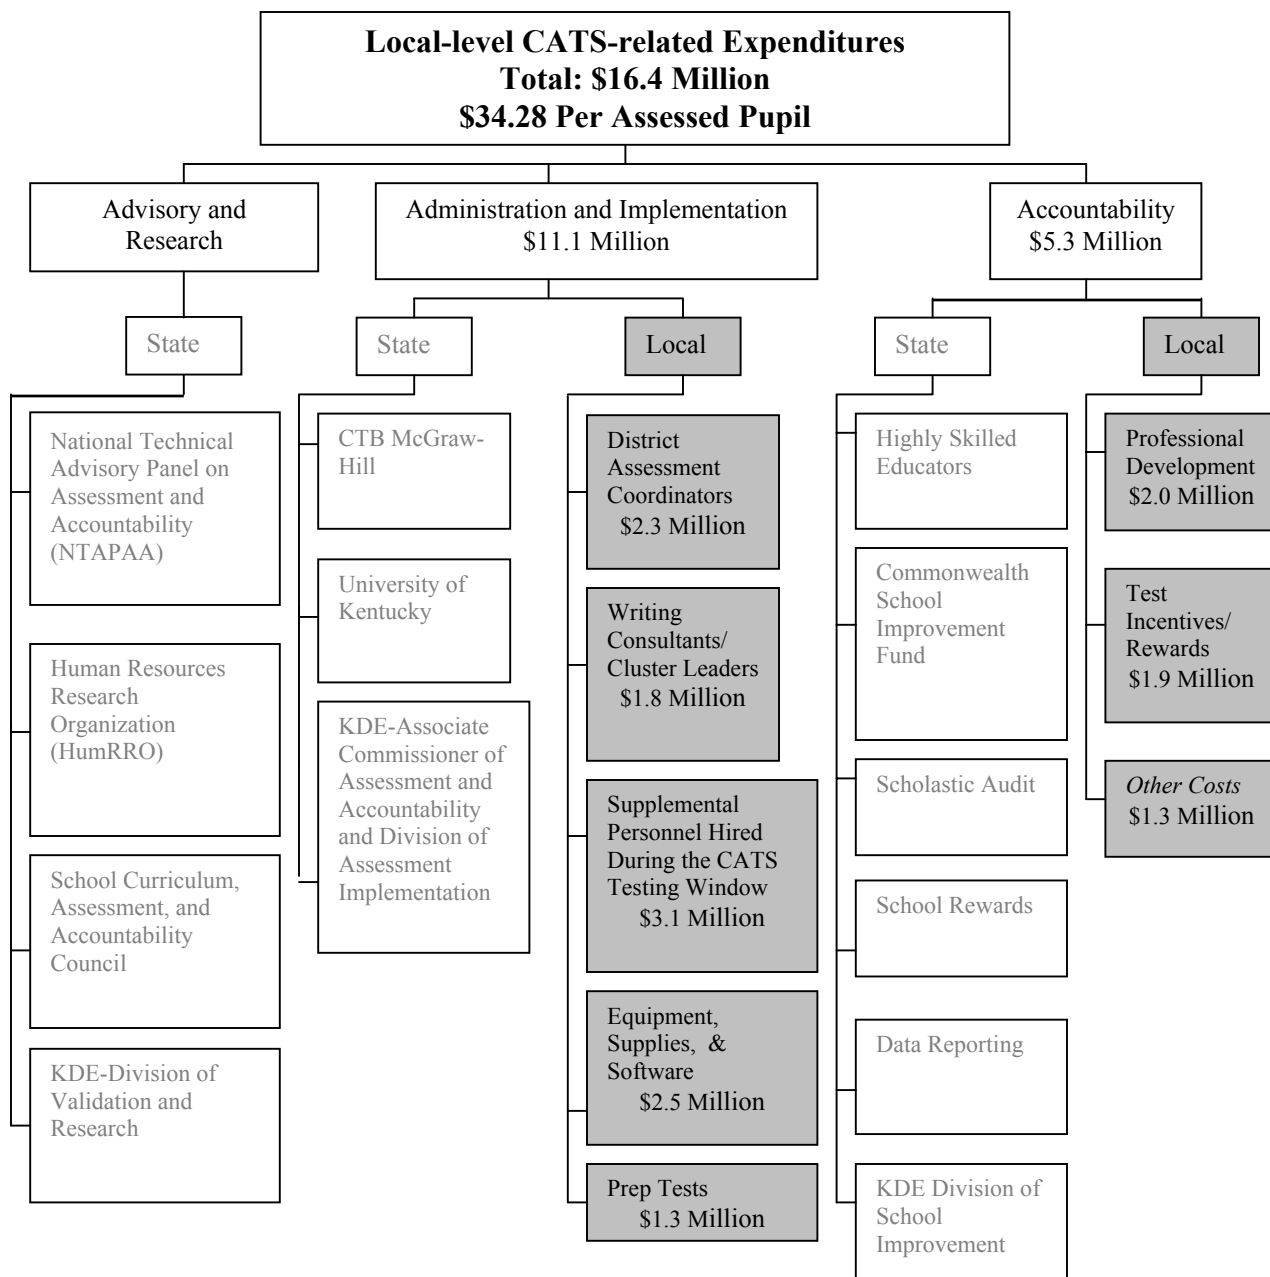 Local-level CATS-related Expenditures
Total: $16.4 Million
$34.28 Per Assessed Pupil
Advisory and
Research
Administration and Implementation
$11.1 Million
Accountability
$5.3 Million
State
State
Local
State
Local
National Technical
Advisory Panel on
Assessment and
Accountability
(NTAPAA)
Human Resources
Research
Organization
(HumRRO)
School Curriculum,
Assessment, and
Accountability
Council
KDE-Division of
Validation and
Research
CTB McGraw-
Hill
University of
Kentucky
KDE-Associate
Commissioner of
Assessment and
Accountability
and Division of
Assessment
Implementation
District
Assessment
Coordinators
$2.3 Million
Writing
Consultants/
Cluster Leaders
$1.8 Million
Supplemental
Personnel Hired
During the CATS
Testing Window
$3.1 Million
Equipment,
Supplies, &
Software
$2.5 Million
Prep Tests
$1.3 Million
Highly Skilled
Educators
Commonwealth
School
Improvement
Fund
Scholastic Audit
School Rewards
Data Reporting
KDE Division of
School
Improvement
Professional
Development
$2.0 Million
Test
Incentives/
Rewards
$1.9 Million
Other Costs
$1.3 Million